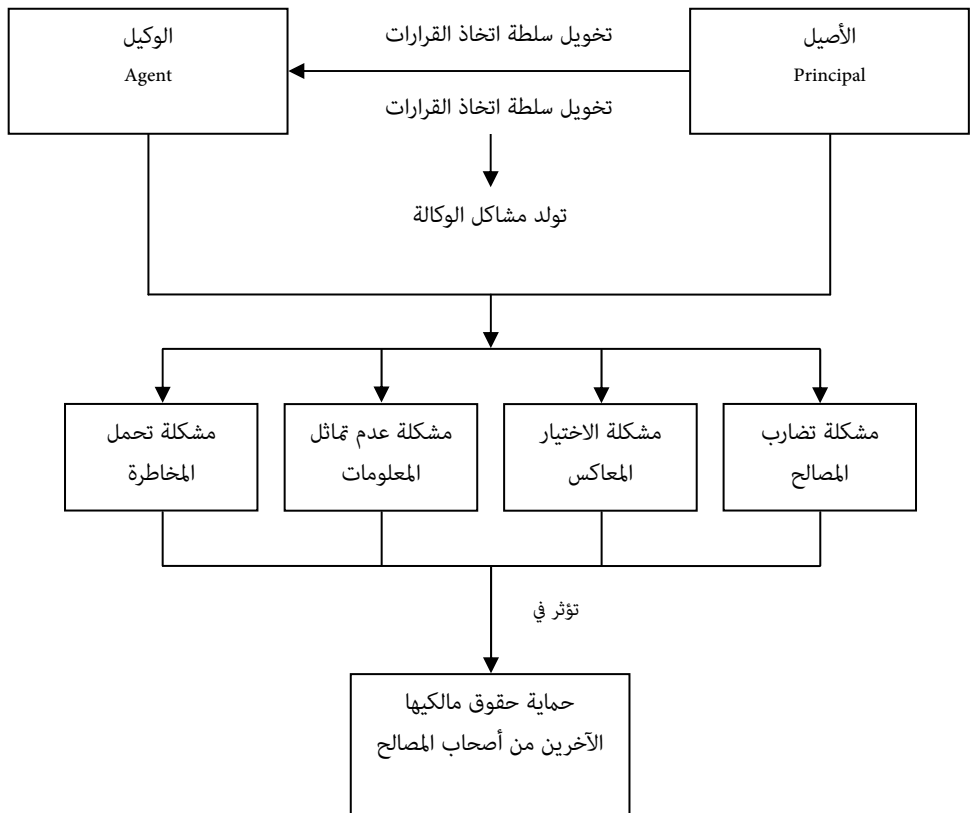 الأصيل
Principal
تخويل سلطة اتخاذ القرارات
الوكيل
Agent
تخويل سلطة اتخاذ القرارات
تولد مشاكل الوكالة
مشكلة تضارب
المصالح
مشكلة الاختيار
المعاكس
مشكلة عدم تماثل
المعلومات
مشكلة تحمل
المخاطرة
تؤثر في
حماية حقوق مالكيها
الآخرين من أصحاب المصالح